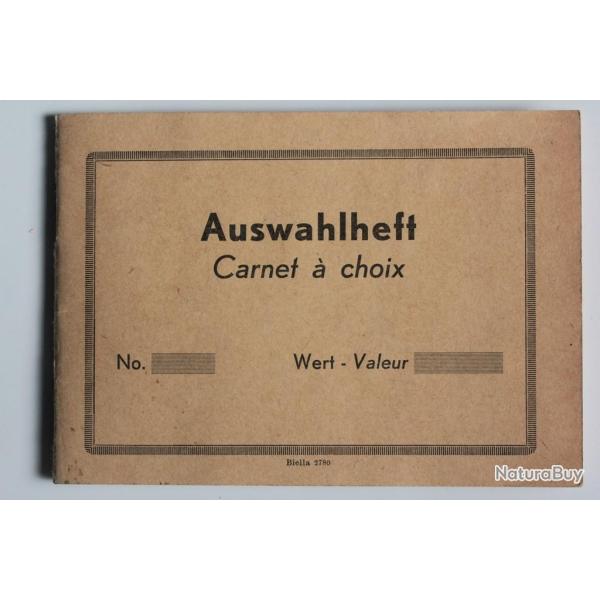 Auswahlheft
Carnet à choix
No. Wert - Valeur
Biella 2780
NaturaBuy